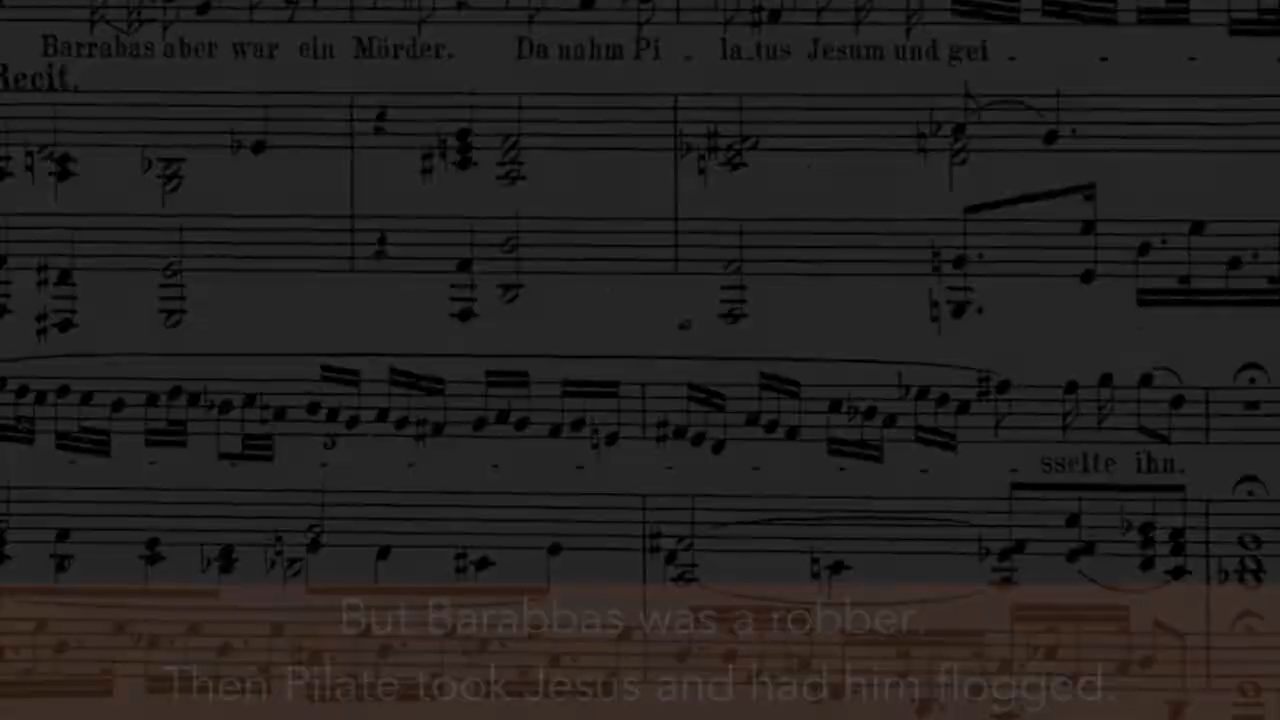 Barrabas aber war ein Mörder. Da nahm Pi - la-tus Jesum und gei - - -
Recit.
3
- - - - - - - - - - - sselte ihn.
But Barabbas was a robber.
Then Pilate took Jesus and had him flogged.